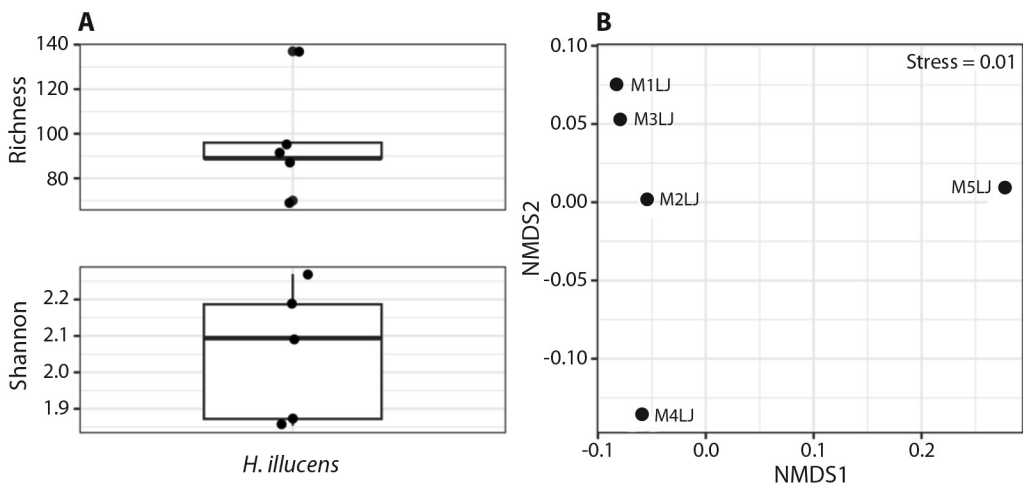 A
Richness
140
120
100
80
Shannon
2.2
2.1
2.0
1.9
H. illucens
B
Stress = 0.01
NMDS2
0.10
0.05
0.00
-0.05
-0.10
M1LJ
M3LJ
M5LJ
M2LJ
M4LJ
-0.1 0.0 0.1 0.2
NMDS1